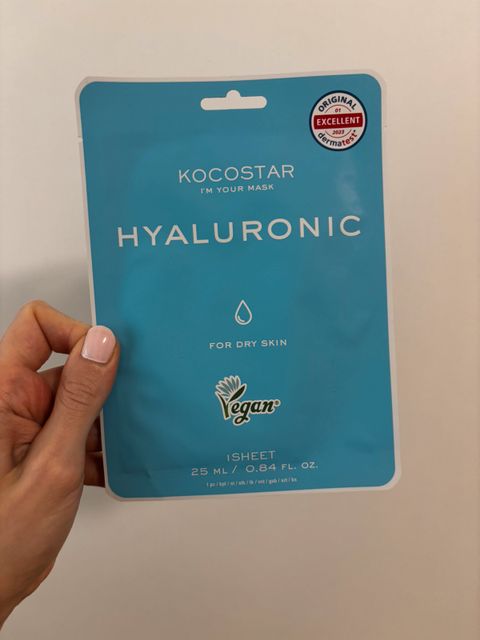 ORIGINAL
01
EXCELLENT
2023
dermatest®
KOCOSTAR
I'M YOUR MASK
HYALURONIC
FOR DRY SKIN
Vegan®
1SHEET
25 ML / 0.84 FL. OZ.